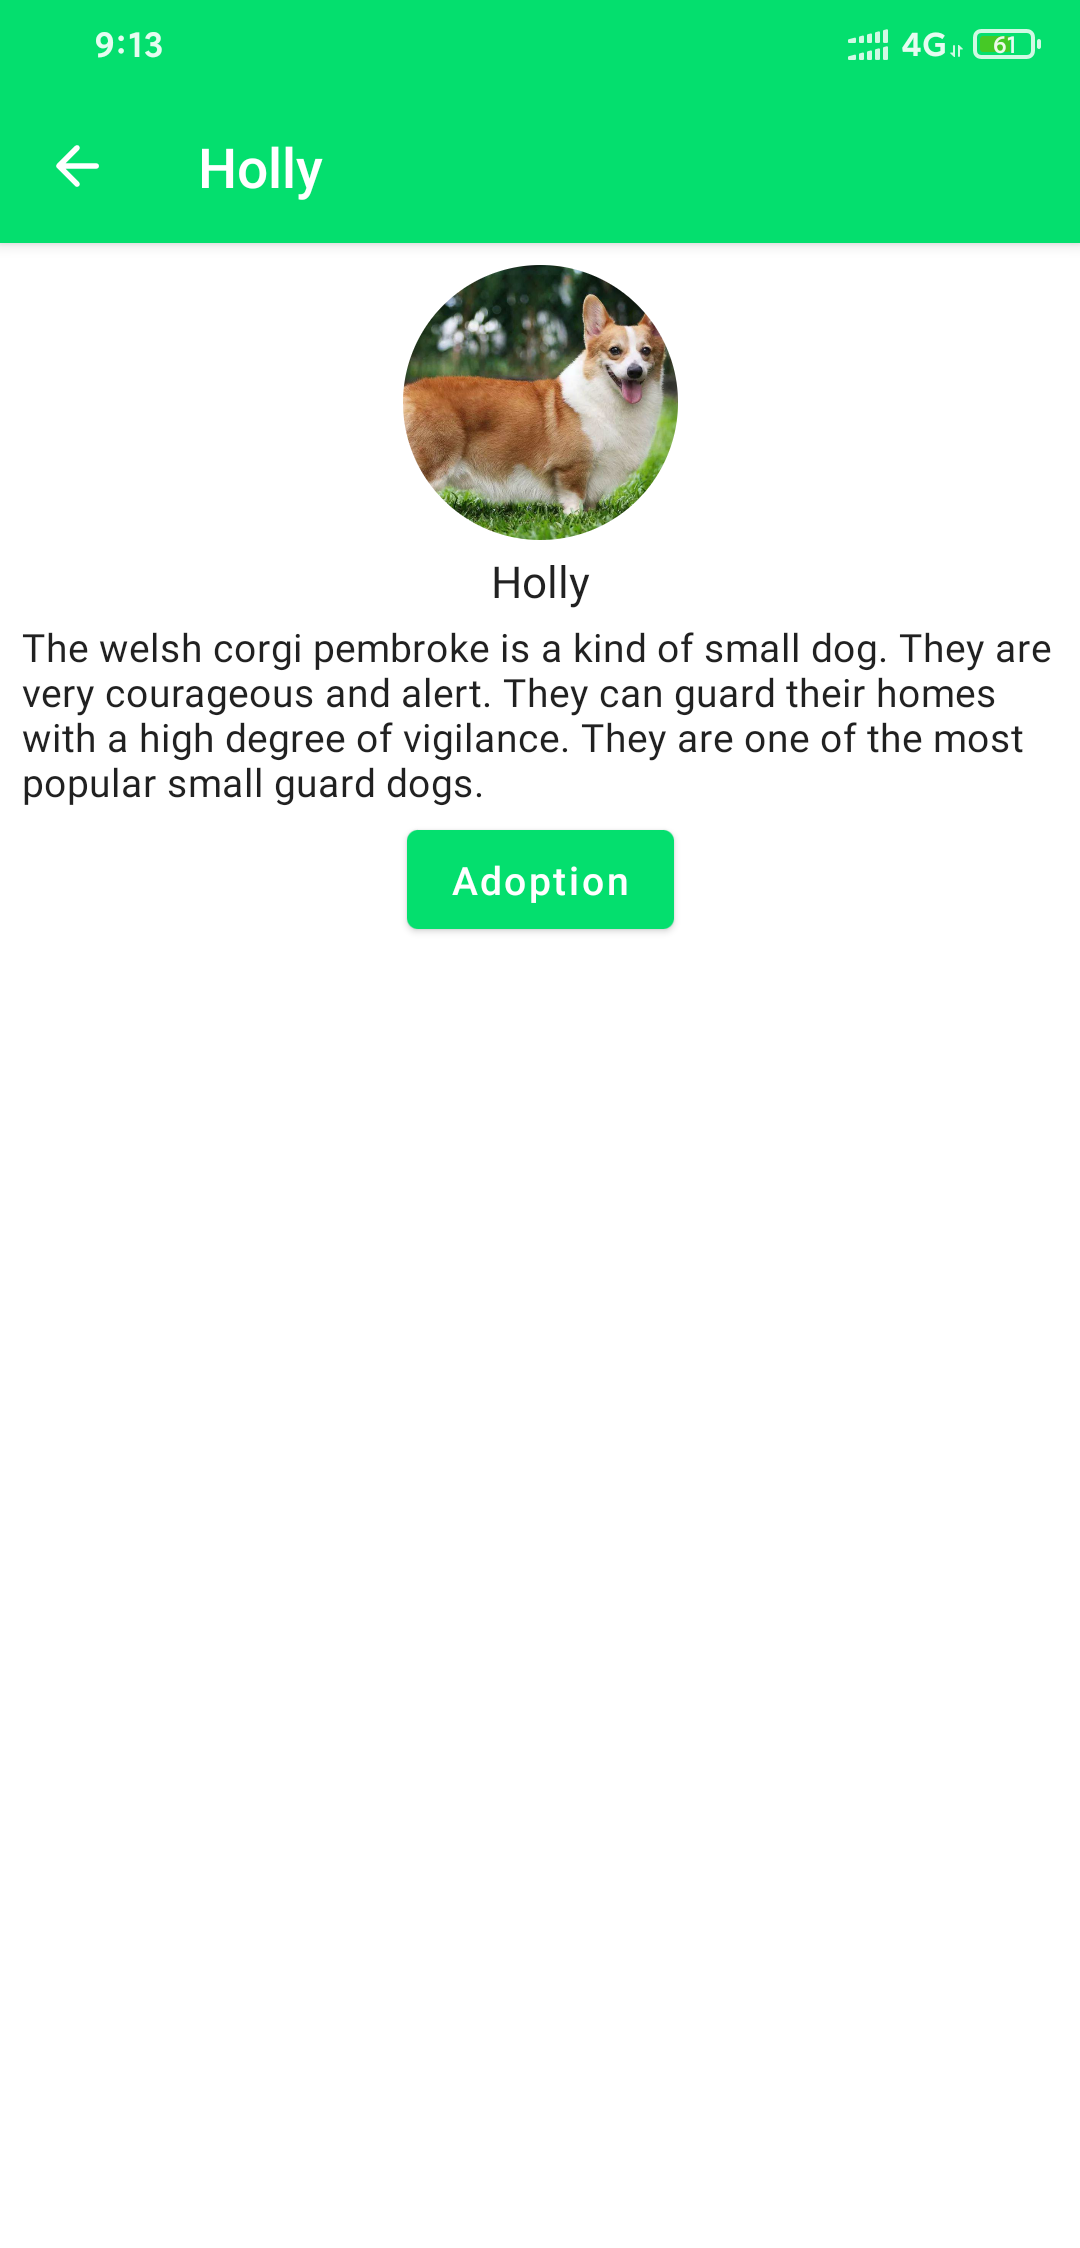 9:13
4G 61
Holly
Holly
The welsh corgi pembroke is a kind of small dog. They are
very courageous and alert. They can guard their homes
with a high degree of vigilance. They are one of the most
popular small guard dogs.
Adoption